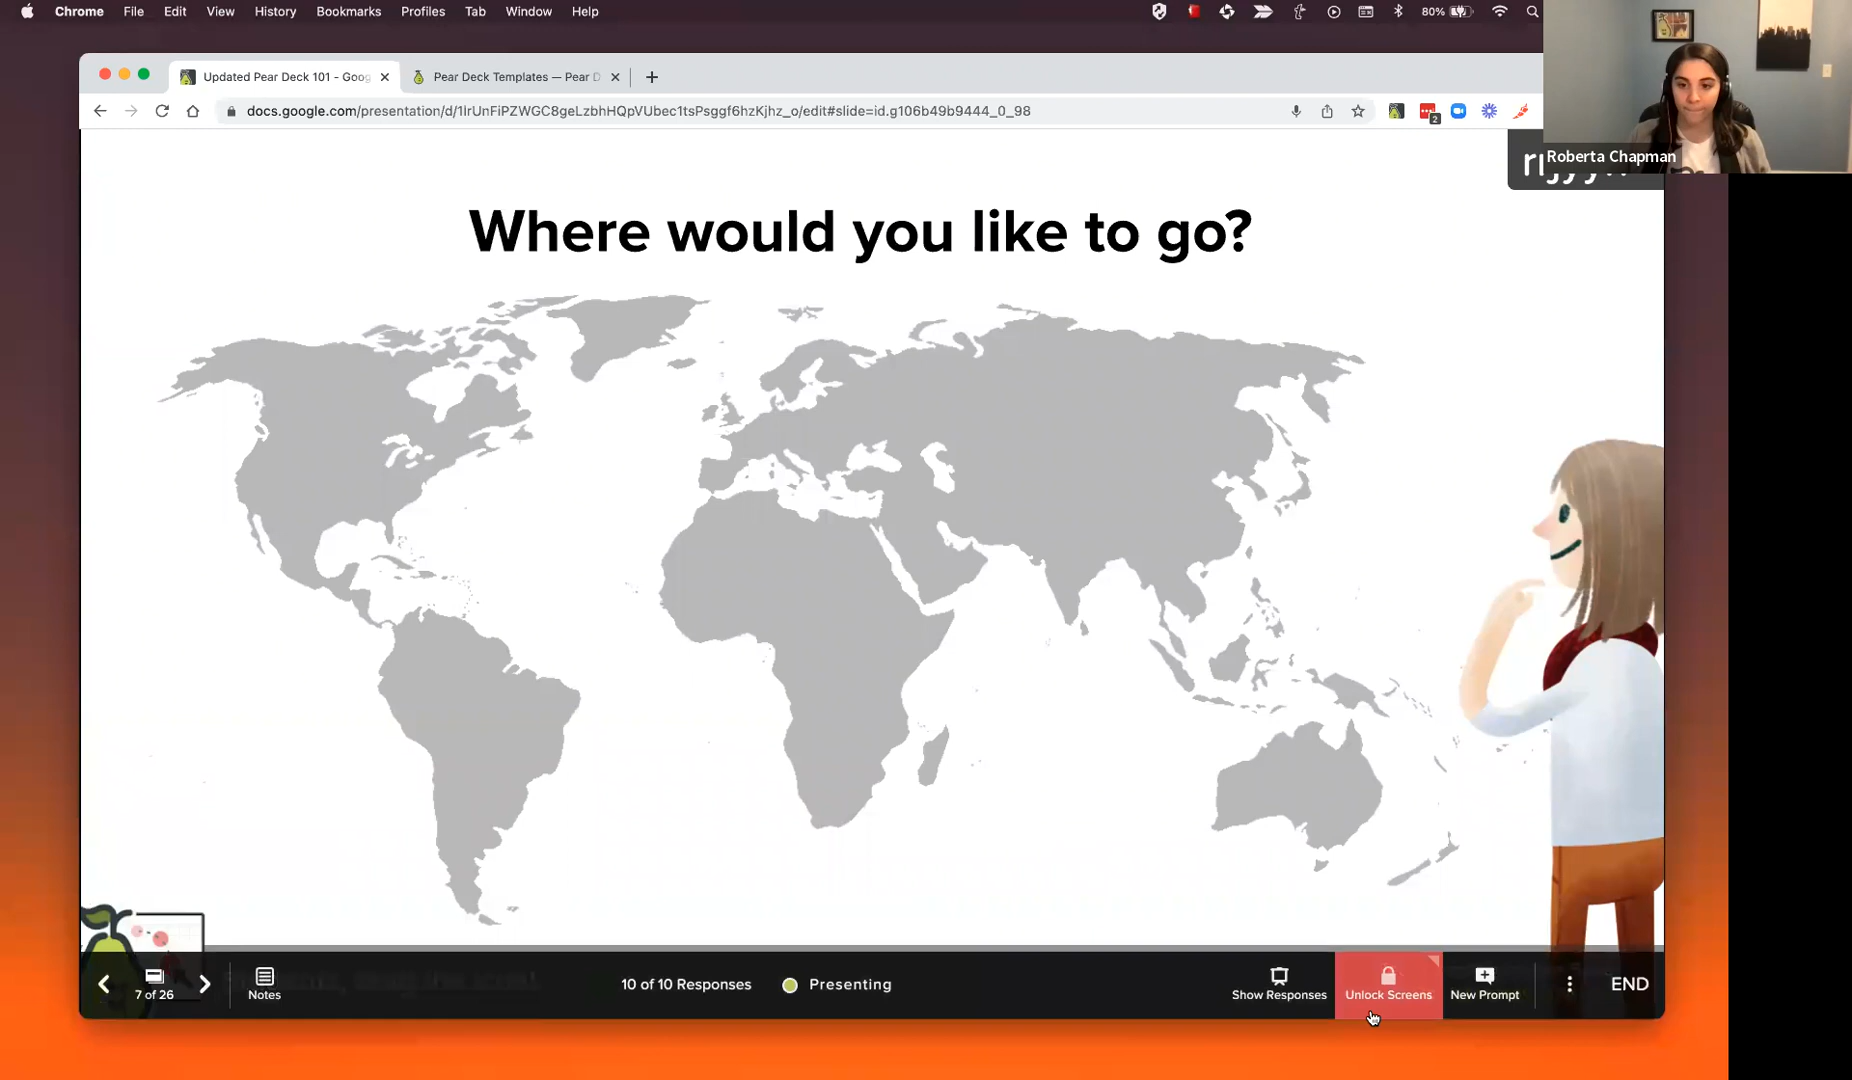 Chrome File Edit View History Bookmarks Profiles Tab Window Help 80%
Updated Pear Deck 101 - Goog Pear Deck Templates — Pear D
docs.google.com/presentation/d/1IrUnFiPZWGC8geLzbhHQpVUbec1tsPsggf6hzKjhz_o/edit#slide=id.g106b49b9444_0_98 2
Roberta Chapman
Where would you like to go?
7 of 26 Notes 10 of 10 Responses Presenting Show Responses Unlock Screens New Prompt END